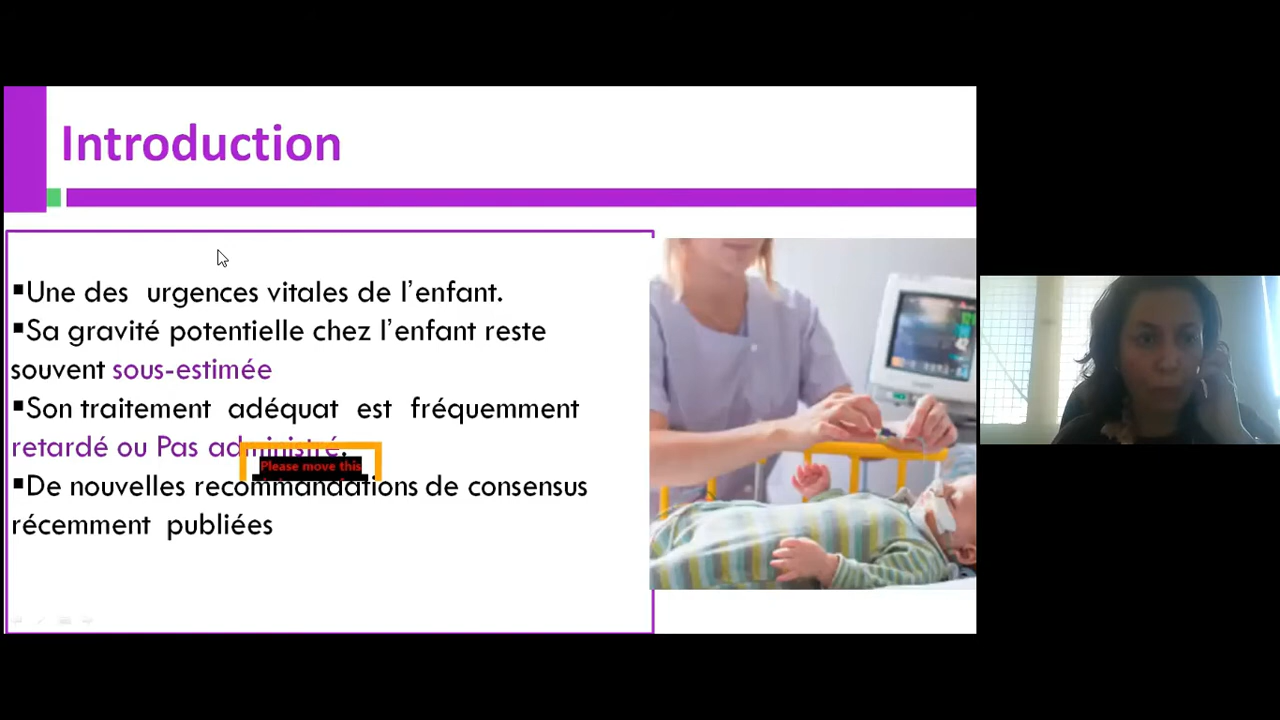 Introduction
▪Une des urgences vitales de l'enfant.
▪Sa gravité potentielle chez l'enfant reste
souvent sous-estimée
▪Son traitement adéquat est fréquemment
retardé ou Pas administré.
Please move this
▪De nouvelles recommandations de consensus
récemment publiées